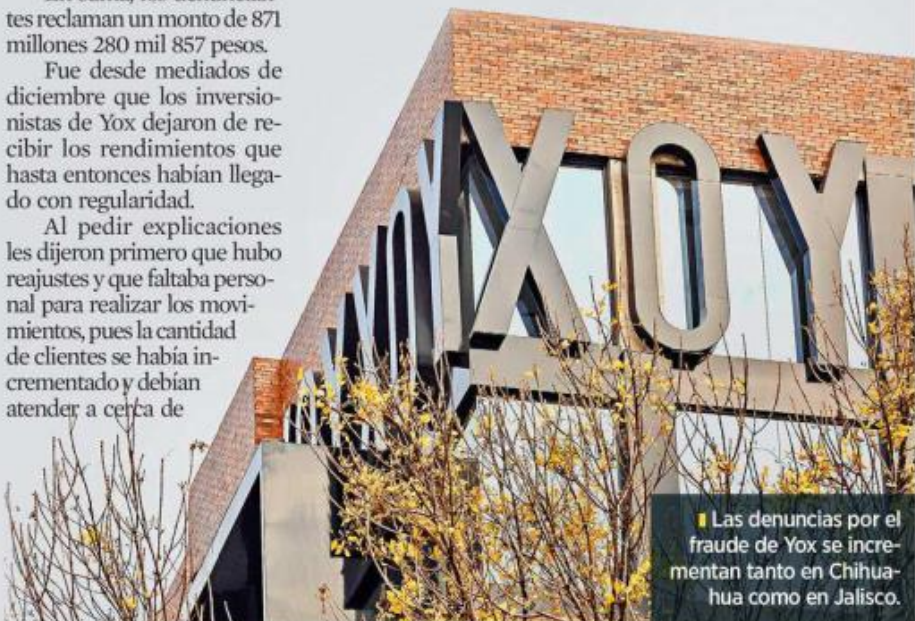 tes reclaman un monto de 871
millones 280 mil 857 pesos.
Fue desde mediados de
diciembre que los inversio-
nistas de Yox dejaron de re-
cibir los rendimientos que
hasta entonces habían llega-
do con regularidad.
Al pedir explicaciones
les dijeron primero que hubo
reajustes y que faltaba perso-
nal para realizar los movi-
mientos, pues la cantidad
de clientes se había in-
crementado y debían
atender a cerca de
XOY
Las denuncias por el
fraude de Yox se incre-
mentan tanto en Chihua-
hua como en Jalisco.